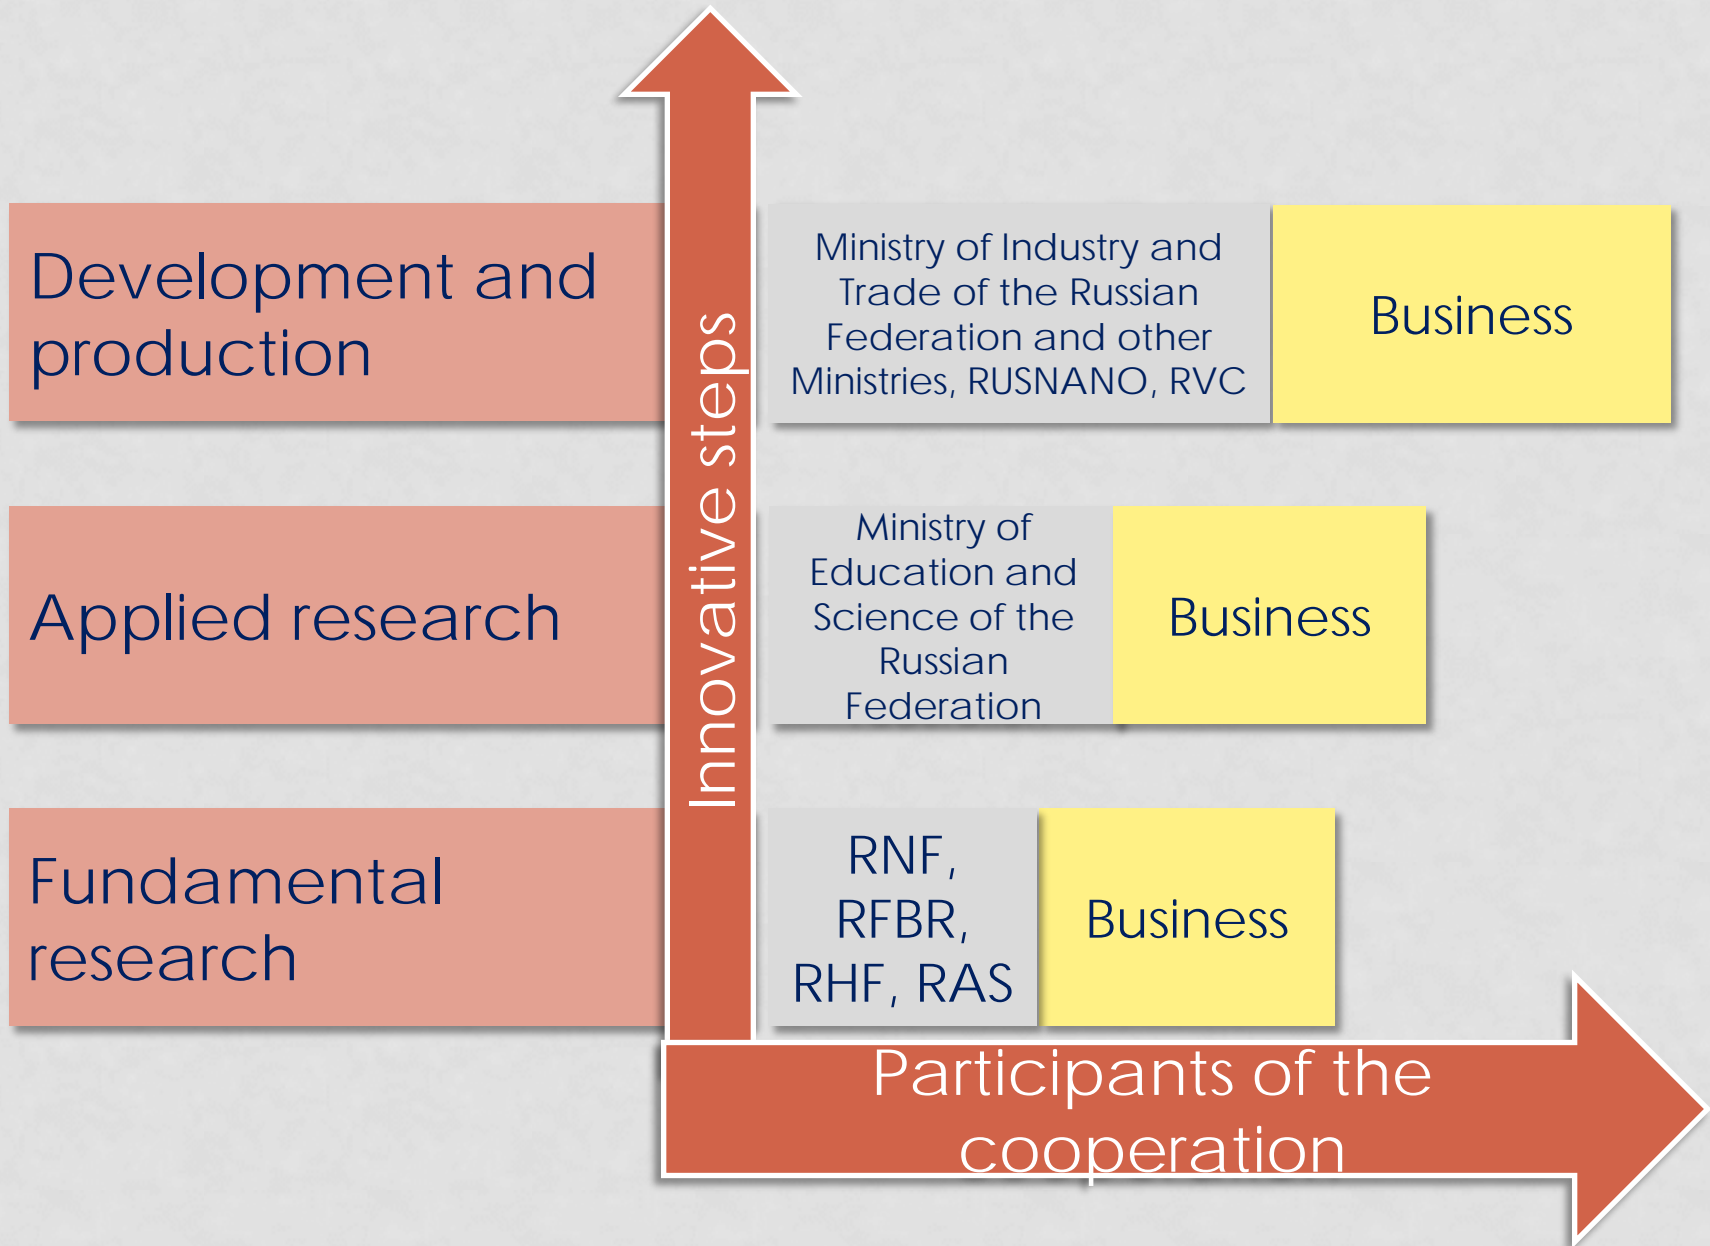 Development and
production
Innovative steps
Ministry of Industry and
Trade of the Russian
Federation and other
Ministries, RUSNANO, RVC
Business
Applied research
Ministry of
Education and
Science of the
Russian
Federation
Business
Fundamental
research
RNF,
RFBR,
RHF, RAS
Business
Participants of the
cooperation